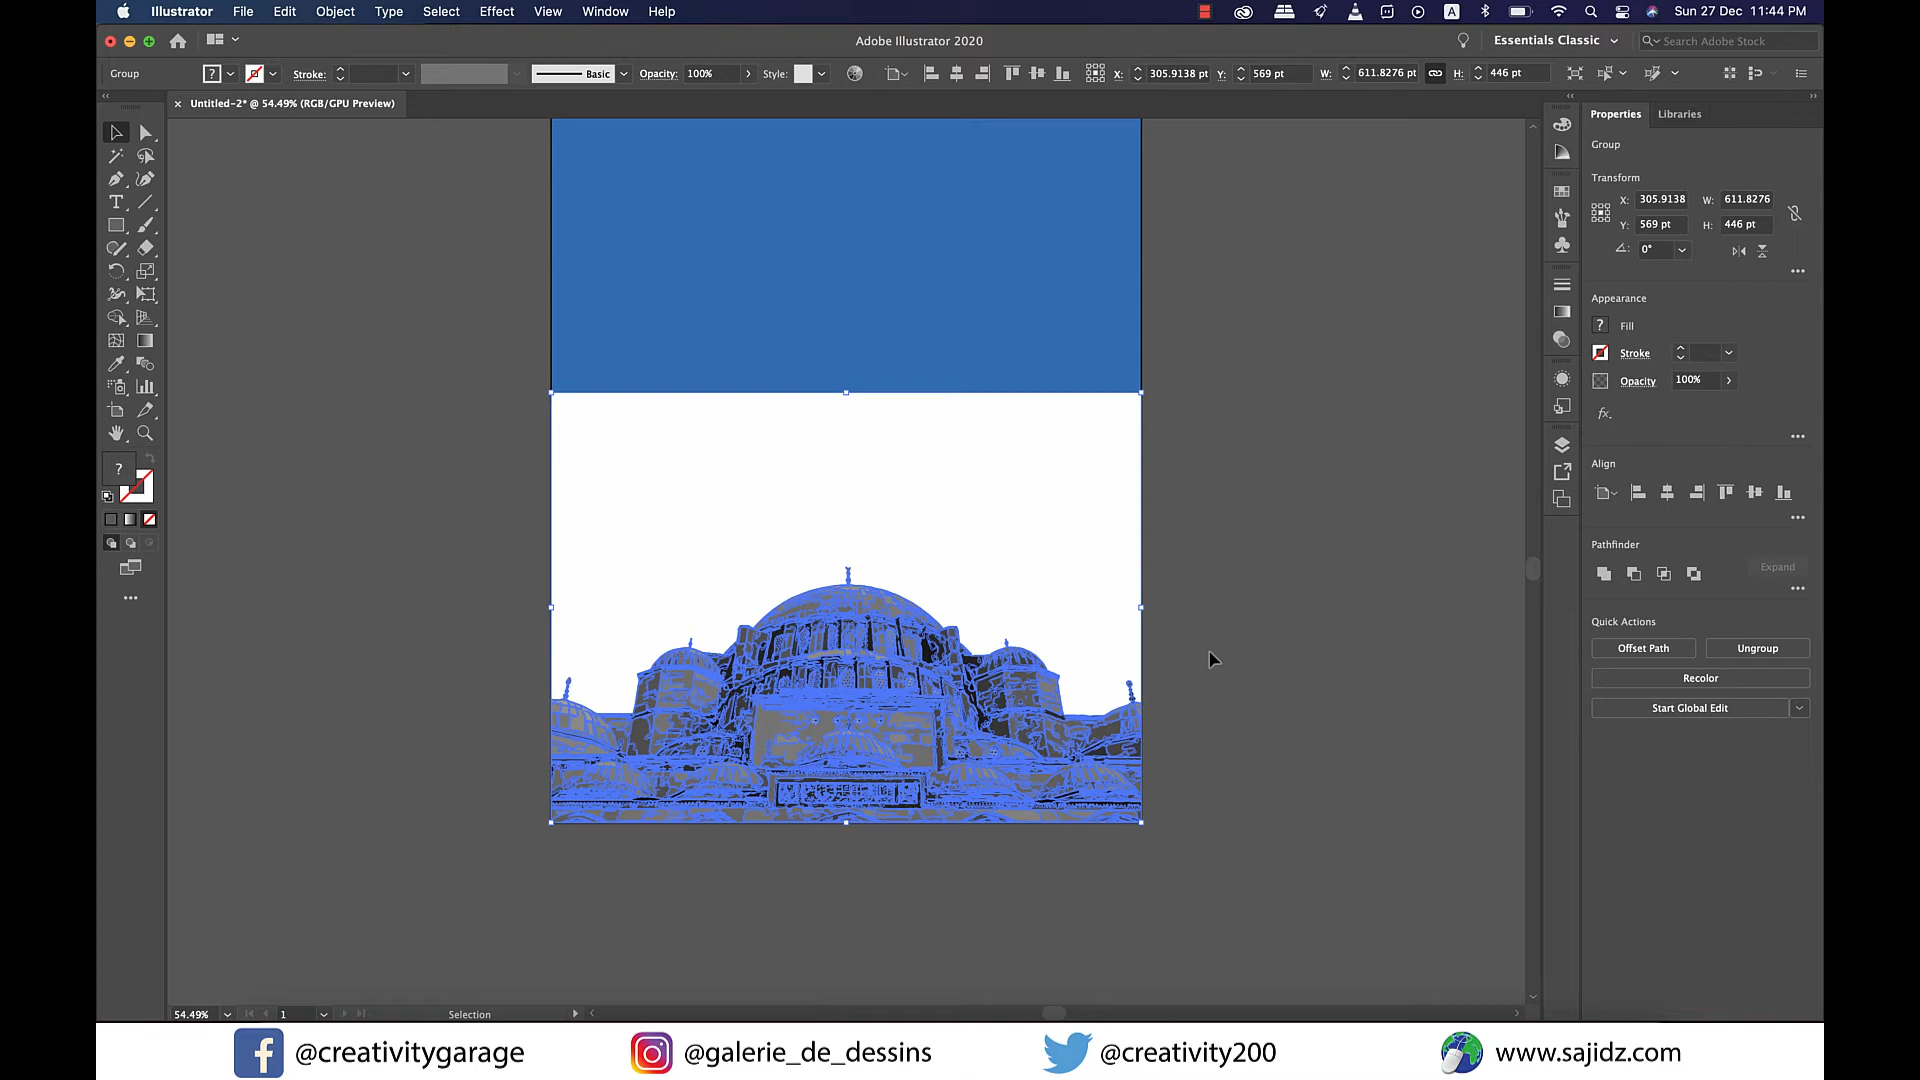 Illustrator File Edit Object Type Select Effect View Window Help
A Sun 27 Dec 11:44 PM
Adobe Illustrator 2020
Essentials Classic
Search Adobe Stock
Group ? Stroke: Basic Opacity: 100% Style: X: 305.9138 pt Y: 569 pt W: 611.8276 pt H: 446 pt
Untitled-2* @ 54.49% (RGB/GPU Preview)
Properties Libraries
Group
Transform
X: 305.9138 W: 611.8276
Y: 569 pt H: 446 pt
0°
Appearance
? Fill
Stroke
Opacity 100%
fx.
Align
Pathfinder
Expand
Quick Actions
Offset Path Ungroup
Recolor
Start Global Edit
T
?
54.49% 1 Selection
@creativitygarage @galerie_de_dessins @creativity200 www.sajidz.com